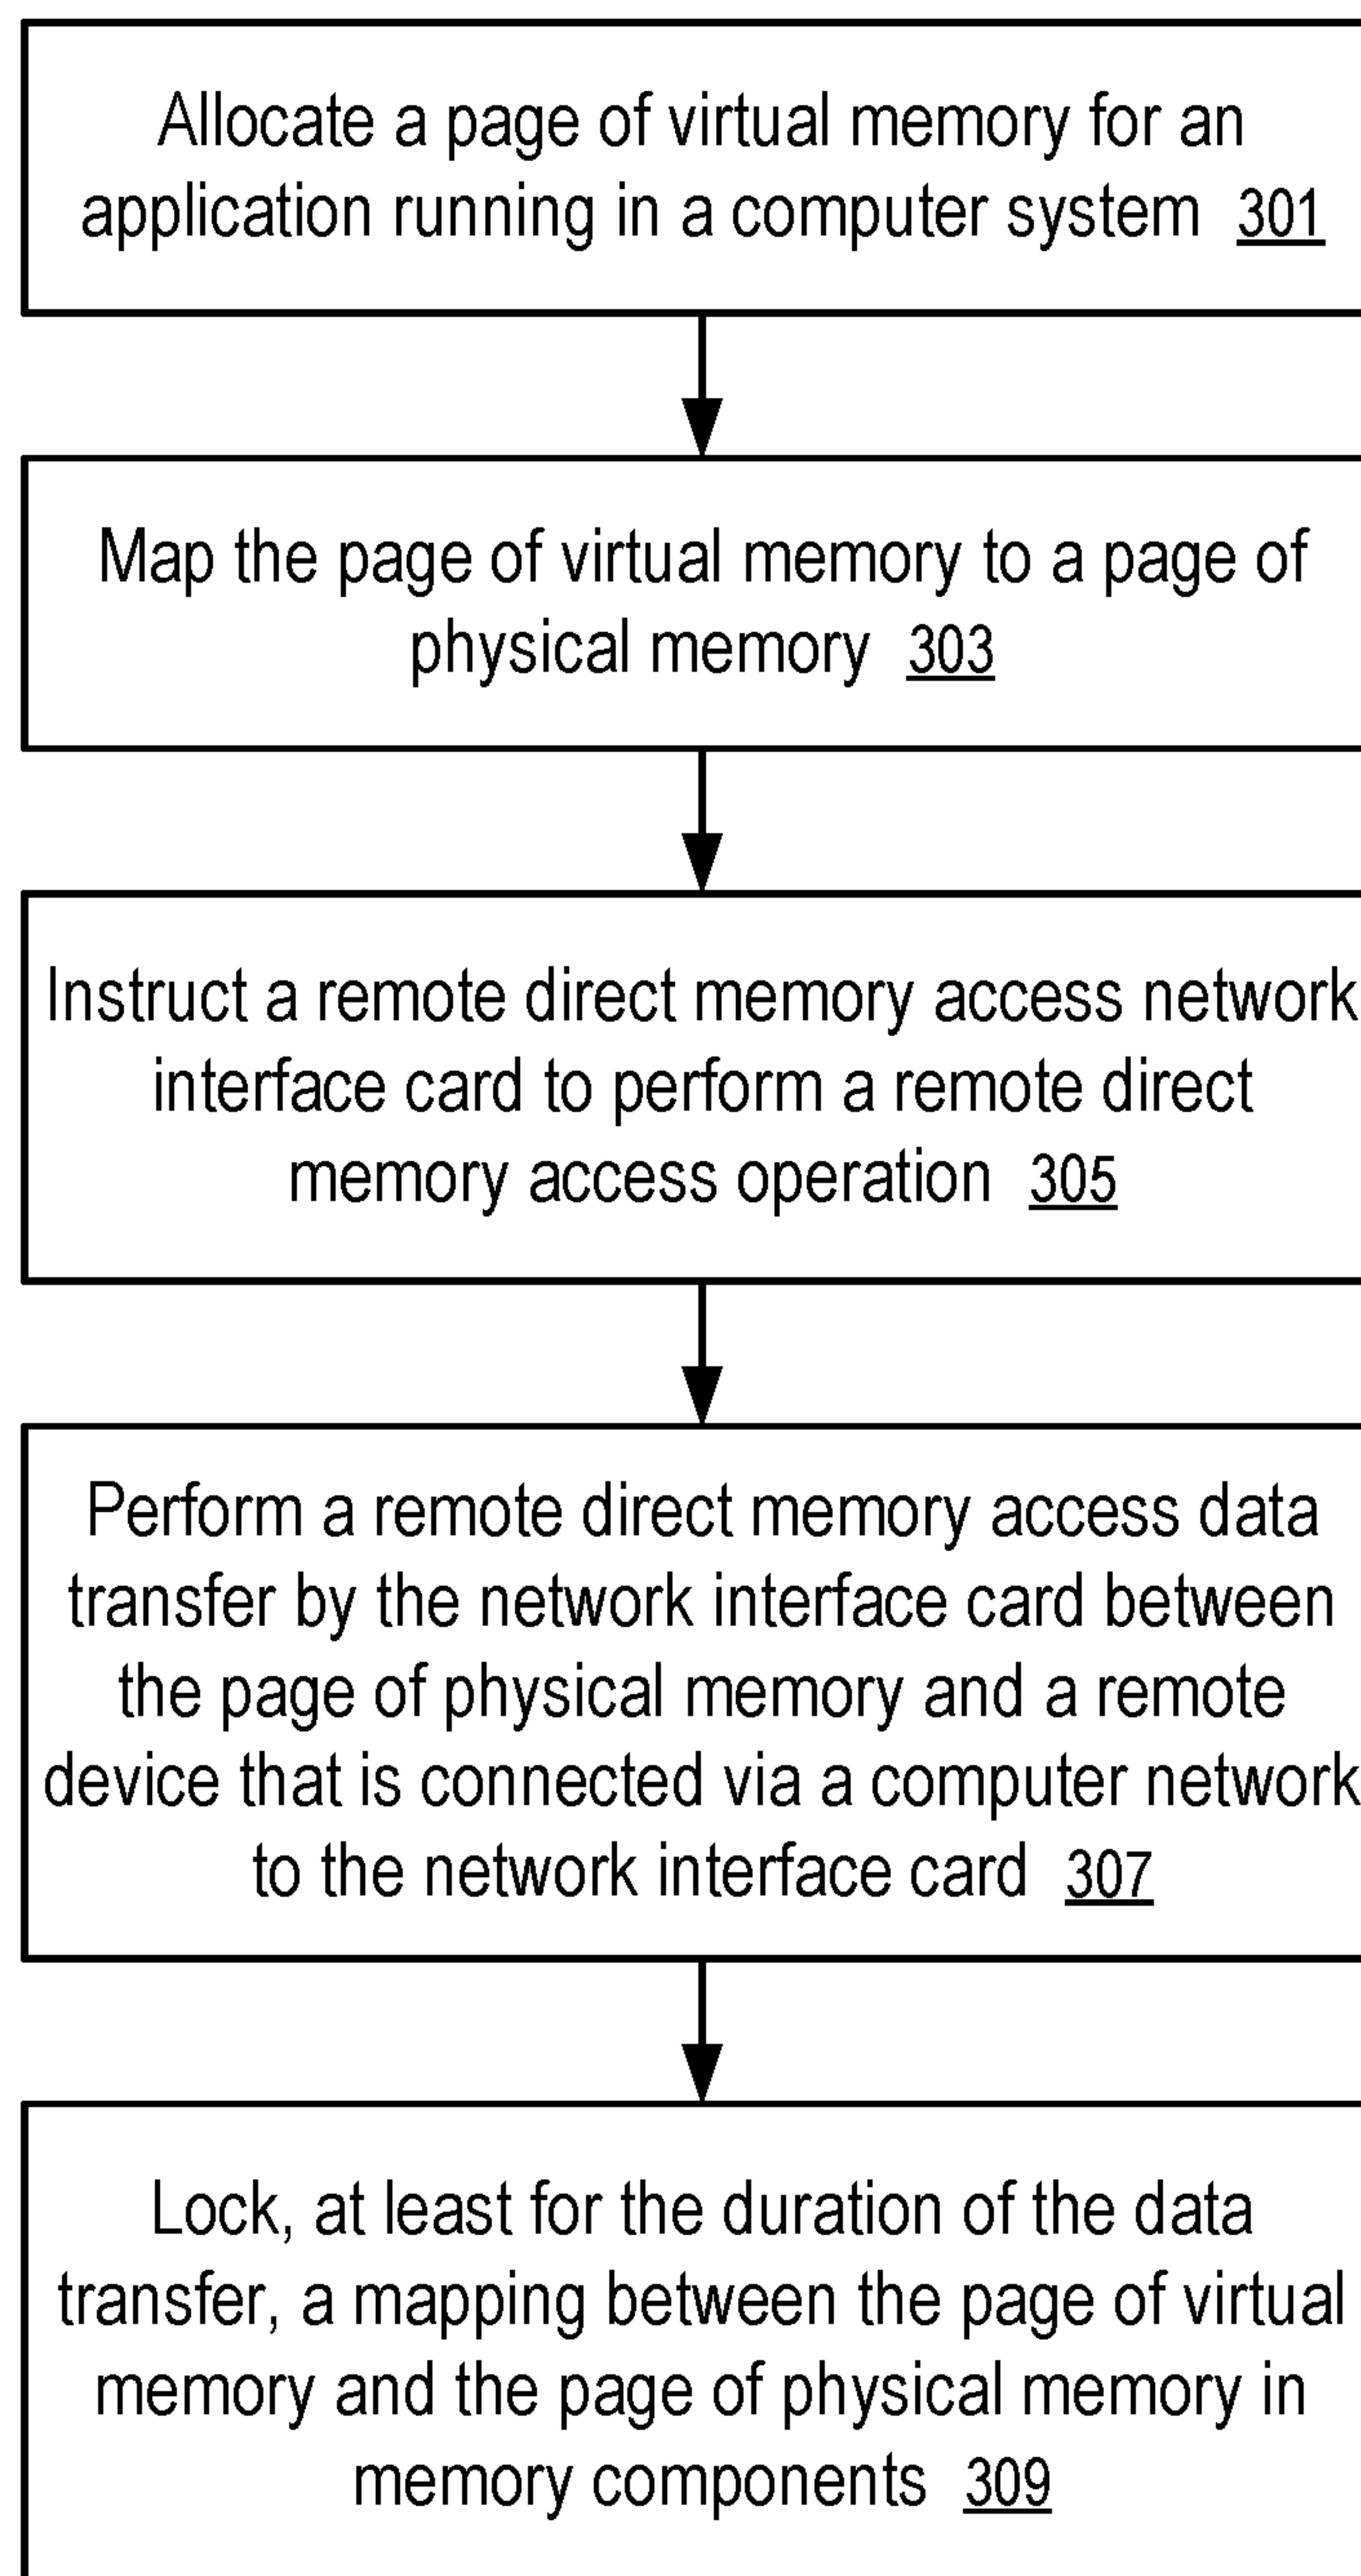 Allocate a page of virtual memory for an
application running in a computer system 301
Map the page of virtual memory to a page of
physical memory 303
Instruct a remote direct memory access network
interface card to perform a remote direct
memory access operation 305
Perform a remote direct memory access data
transfer by the network interface card between
the page of physical memory and a remote
device that is connected via a computer network
to the network interface card 307
Lock, at least for the duration of the data
transfer, a mapping between the page of virtual
memory and the page of physical memory in
memory components 309